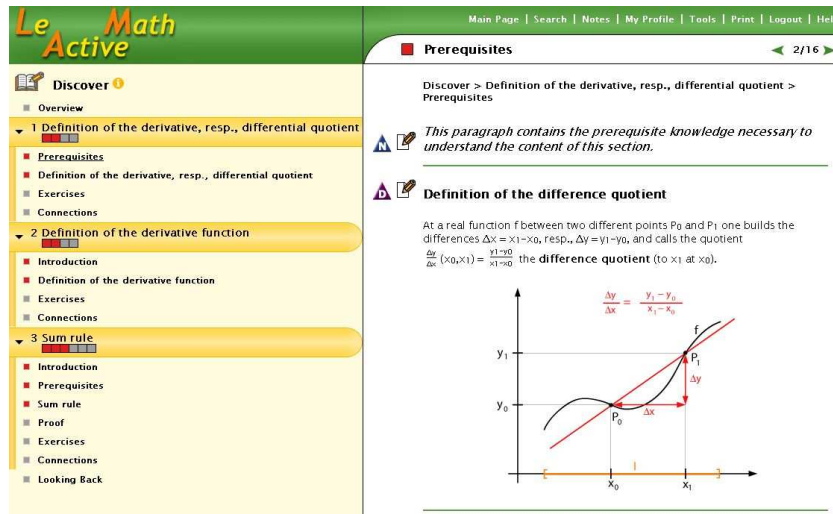 Le Active Math
Main Page | Search | Notes | My Profile | Tools | Print | Logout | Hel
Prerequisites
2/16
Discover
Overview
1 Definition of the derivative, resp., differential quotient
Prerequisites
Definition of the derivative, resp., differential quotient
Exercises
Connections
2 Definition of the derivative function
Introduction
Definition of the derivative function
Exercises
Connections
3 Sum rule
Introduction
Prerequisites
Sum rule
Proof
Exercises
Connections
Looking Back
Discover > Definition of the derivative, resp., differential quotient >
Prerequisites
N
This paragraph contains the prerequisite knowledge necessary to
understand the content of this section.
D
Definition of the difference quotient
At a real function f between two different points P₀ and P₁ one builds the
differences Δx = x₁-x₀, resp., Δy = y₁-y₀, and calls the quotient
Δy/Δx (x₀,x₁) = y₁-y₀/x₁-x₀ the difference quotient (to x₁ at x₀).
Δy/Δx = y₁ - y₀/x₁ - x₀
f
y₁
P₁
Δy
y₀
Δx
P₀
I
x₀
x₁